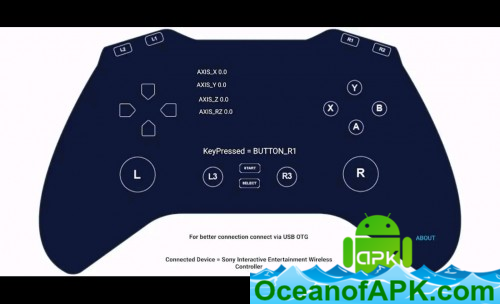 L1
R1
L2
R2
AXIS_X 0.0
AXIS_Y 0.0
AXIS_Z 0.0
AXIS_RZ 0.0
Y
X
B
A
KeyPressed = BUTTON_R1
L
L3
START
SELECT
R3
R
For better connection connect via USB OTG
ABOUT
Connected Device = Sony Interactive Entertainment Wireless
Controller
apk
OceanofAPK.com